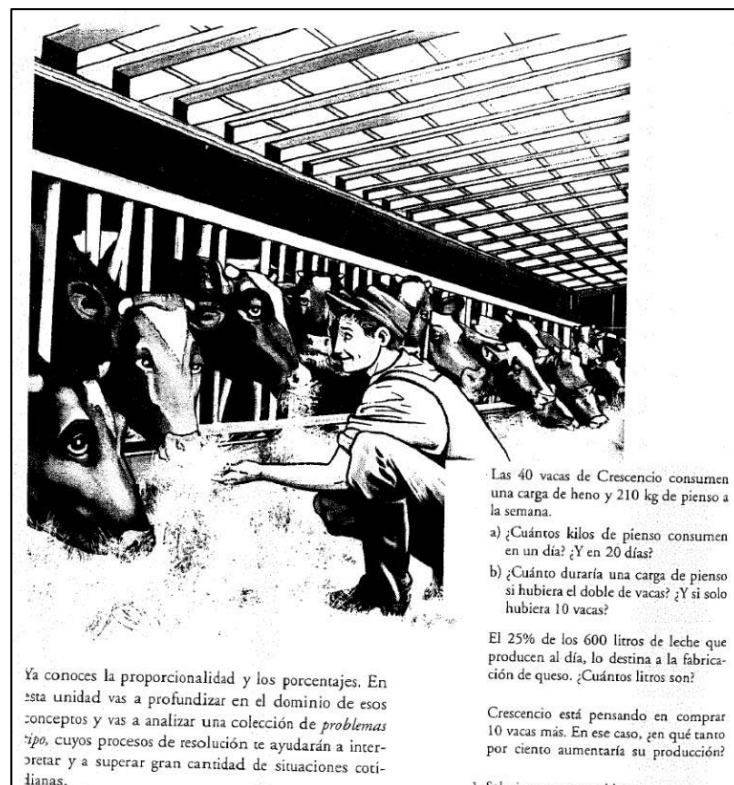 Las 40 vacas de Crescencio consumen
una carga de heno y 210 kg de pienso a
la semana.
a) ¿Cuántos kilos de pienso consumen
en un día? ¿Y en 20 días?
b) ¿Cuánto duraría una carga de pienso
si hubiera el doble de vacas? ¿Y si solo
hubiera 10 vacas?
El 25% de los 600 litros de leche que
producen al día, lo destina a la fabrica-
ción de queso. ¿Cuántos litros son?
Crescencio está pensando en comprar
10 vacas más. En ese caso, ¿en qué tanto
por ciento aumentaría su producción?
Ya conoces la proporcionalidad y los porcentajes. En
esta unidad vas a profundizar en el dominio de esos
conceptos y vas a analizar una colección de problemas
tipo, cuyos procesos de resolución te ayudarán a inter-
pretar y a superar gran cantidad de situaciones coti-
dianas.